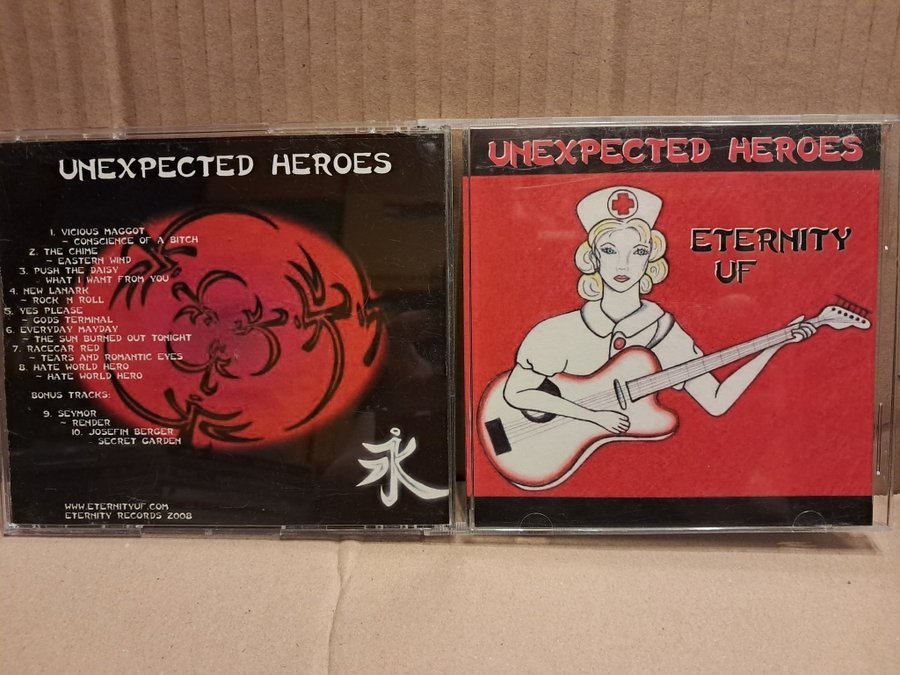 UNEXPECTED HEROES
1. VICIOUS MAGGOT
~ CONSCIENCE OF A BITCH
2. THE CHIME
~ EASTERN WIND
3. PUSH THE DAISY
~ WHAT I WANT FROM YOU
4. NEW LANARK
~ ROCK 'N ROLL
5. YES PLEASE
~ GODS TERMINAL
6. EVERYDAY MAYDAY
~ THE SUN BURNED OUT TONIGHT
7. RACECAR RED
~ TEARS AND ROMANTIC EYES
8. HATE WORLD HERO
~ HATE WORLD HERO
BONUS TRACKS:
9. SEYMOR
~ RENDER
10. JOSEFIN BERGER
SECRET GARDEN
永
WWW.ETERNITYUF.COM
ETERNITY RECORDS 2008
UNEXPECTED HEROES
ETERNITY
UF